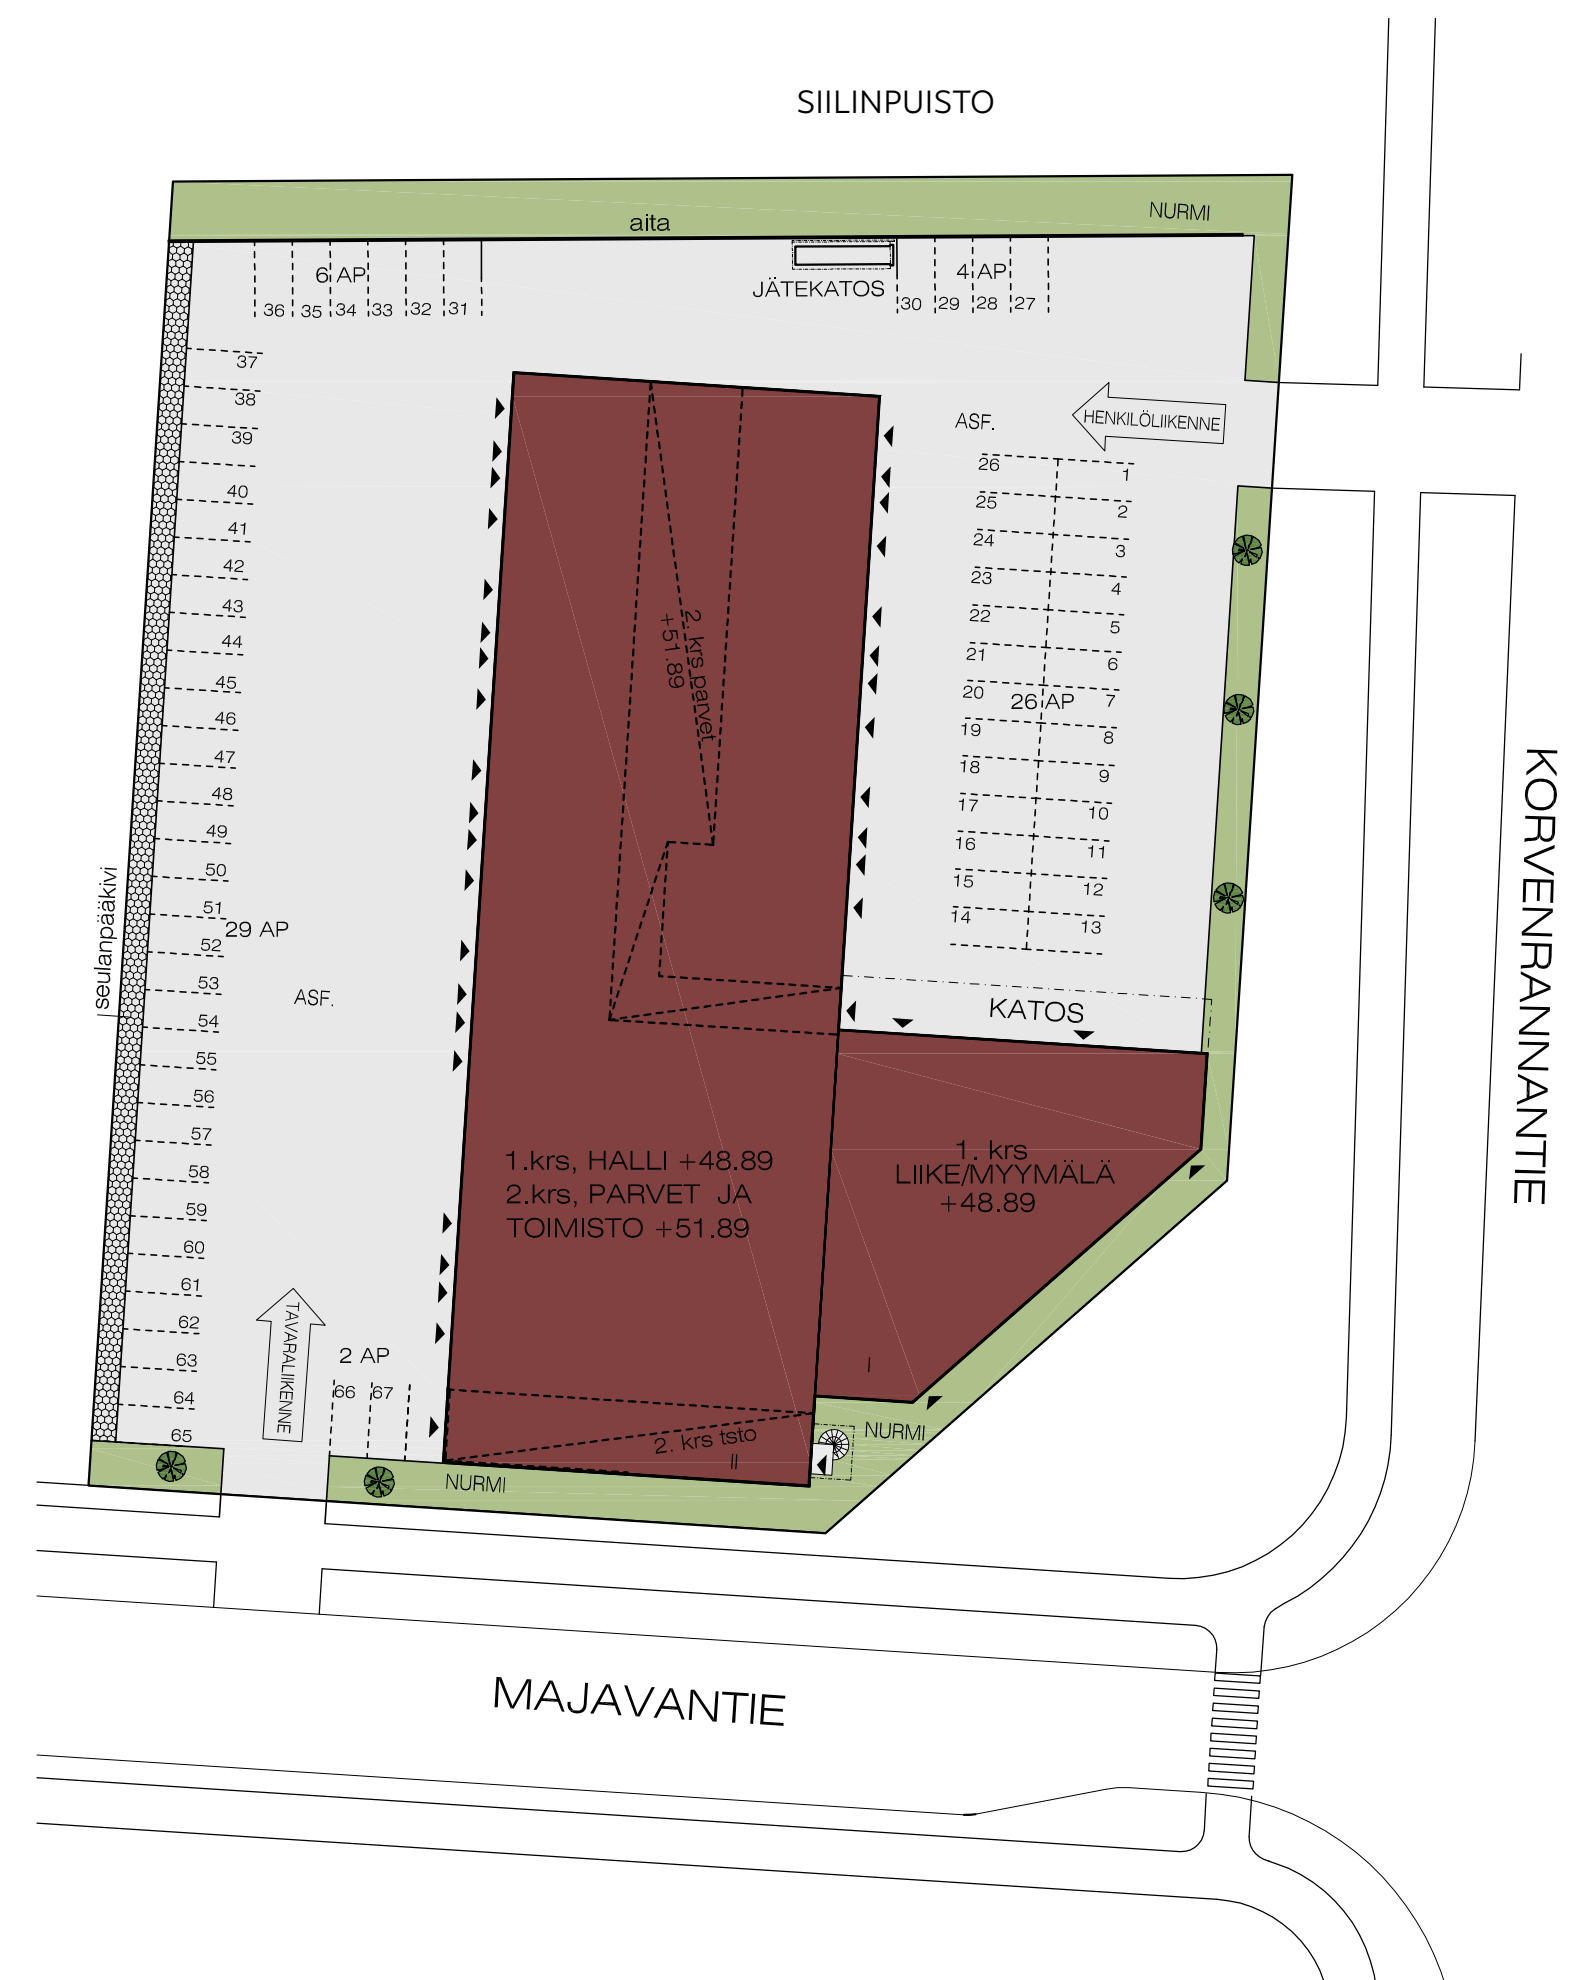 SIILINPUISTO
NURMI
aita
6 AP
JÄTEKATOS
4 AP
36 35 34 33 32 31
30 29 28 27
37
38
39
40
41
42
43
44
45
46
47
48
49
50
51
52
53
54
55
56
57
58
59
60
61
62
63
64
65
29 AP
ASF.
seulanpääkivi
ASF.
HENKILÖLIIKENNE
26 1
25 2
24 3
23 4
22 5
21 6
20 7
26 AP
19 8
18 9
17 10
16 11
15 12
14 13
2. krs parvet
+51.89
KATOS
KORVENRANNANTIE
1.krs, HALLI +48.89
2.krs, PARVET JA
TOIMISTO +51.89
1. krs
LIIKE/MYYMÄLÄ
+48.89
I
TAVARALIIKENNE
2 AP
66 67
2. krs tsto
II
NURMI
NURMI
MAJAVANTIE